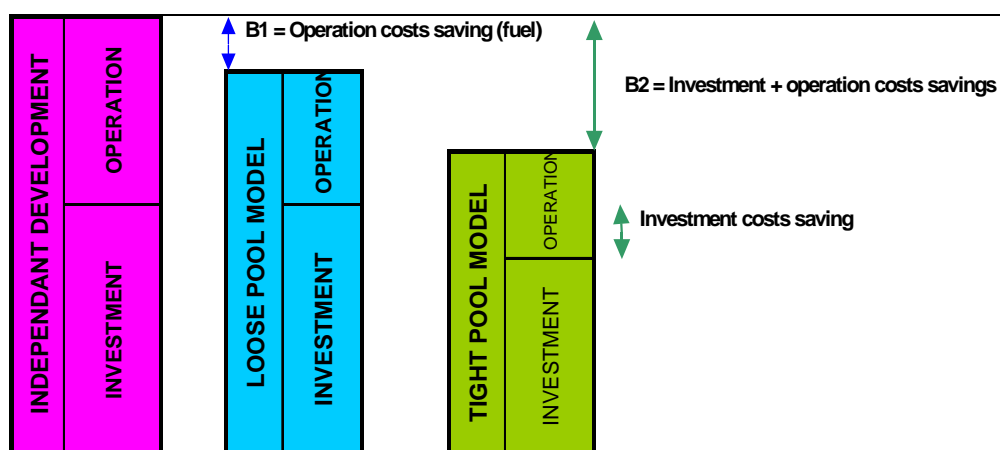 INDEPENDANT DEVELOPMENT
OPERATION
INVESTMENT
B1 = Operation costs saving (fuel)
LOOSE POOL MODEL
OPERATION
INVESTMENT
B2 = Investment + operation costs savings
TIGHT POOL MODEL
OPERATION
INVESTMENT
Investment costs saving